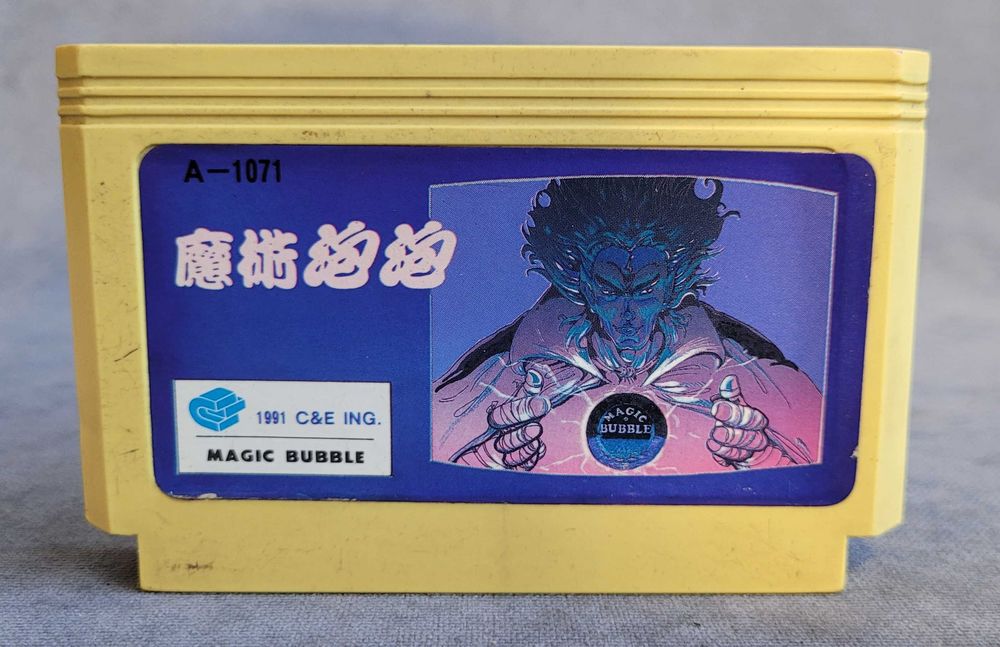 A-1071
魔術泡泡
1991 C&E ING.
MAGIC BUBBLE
MAGIC
BUBBLE